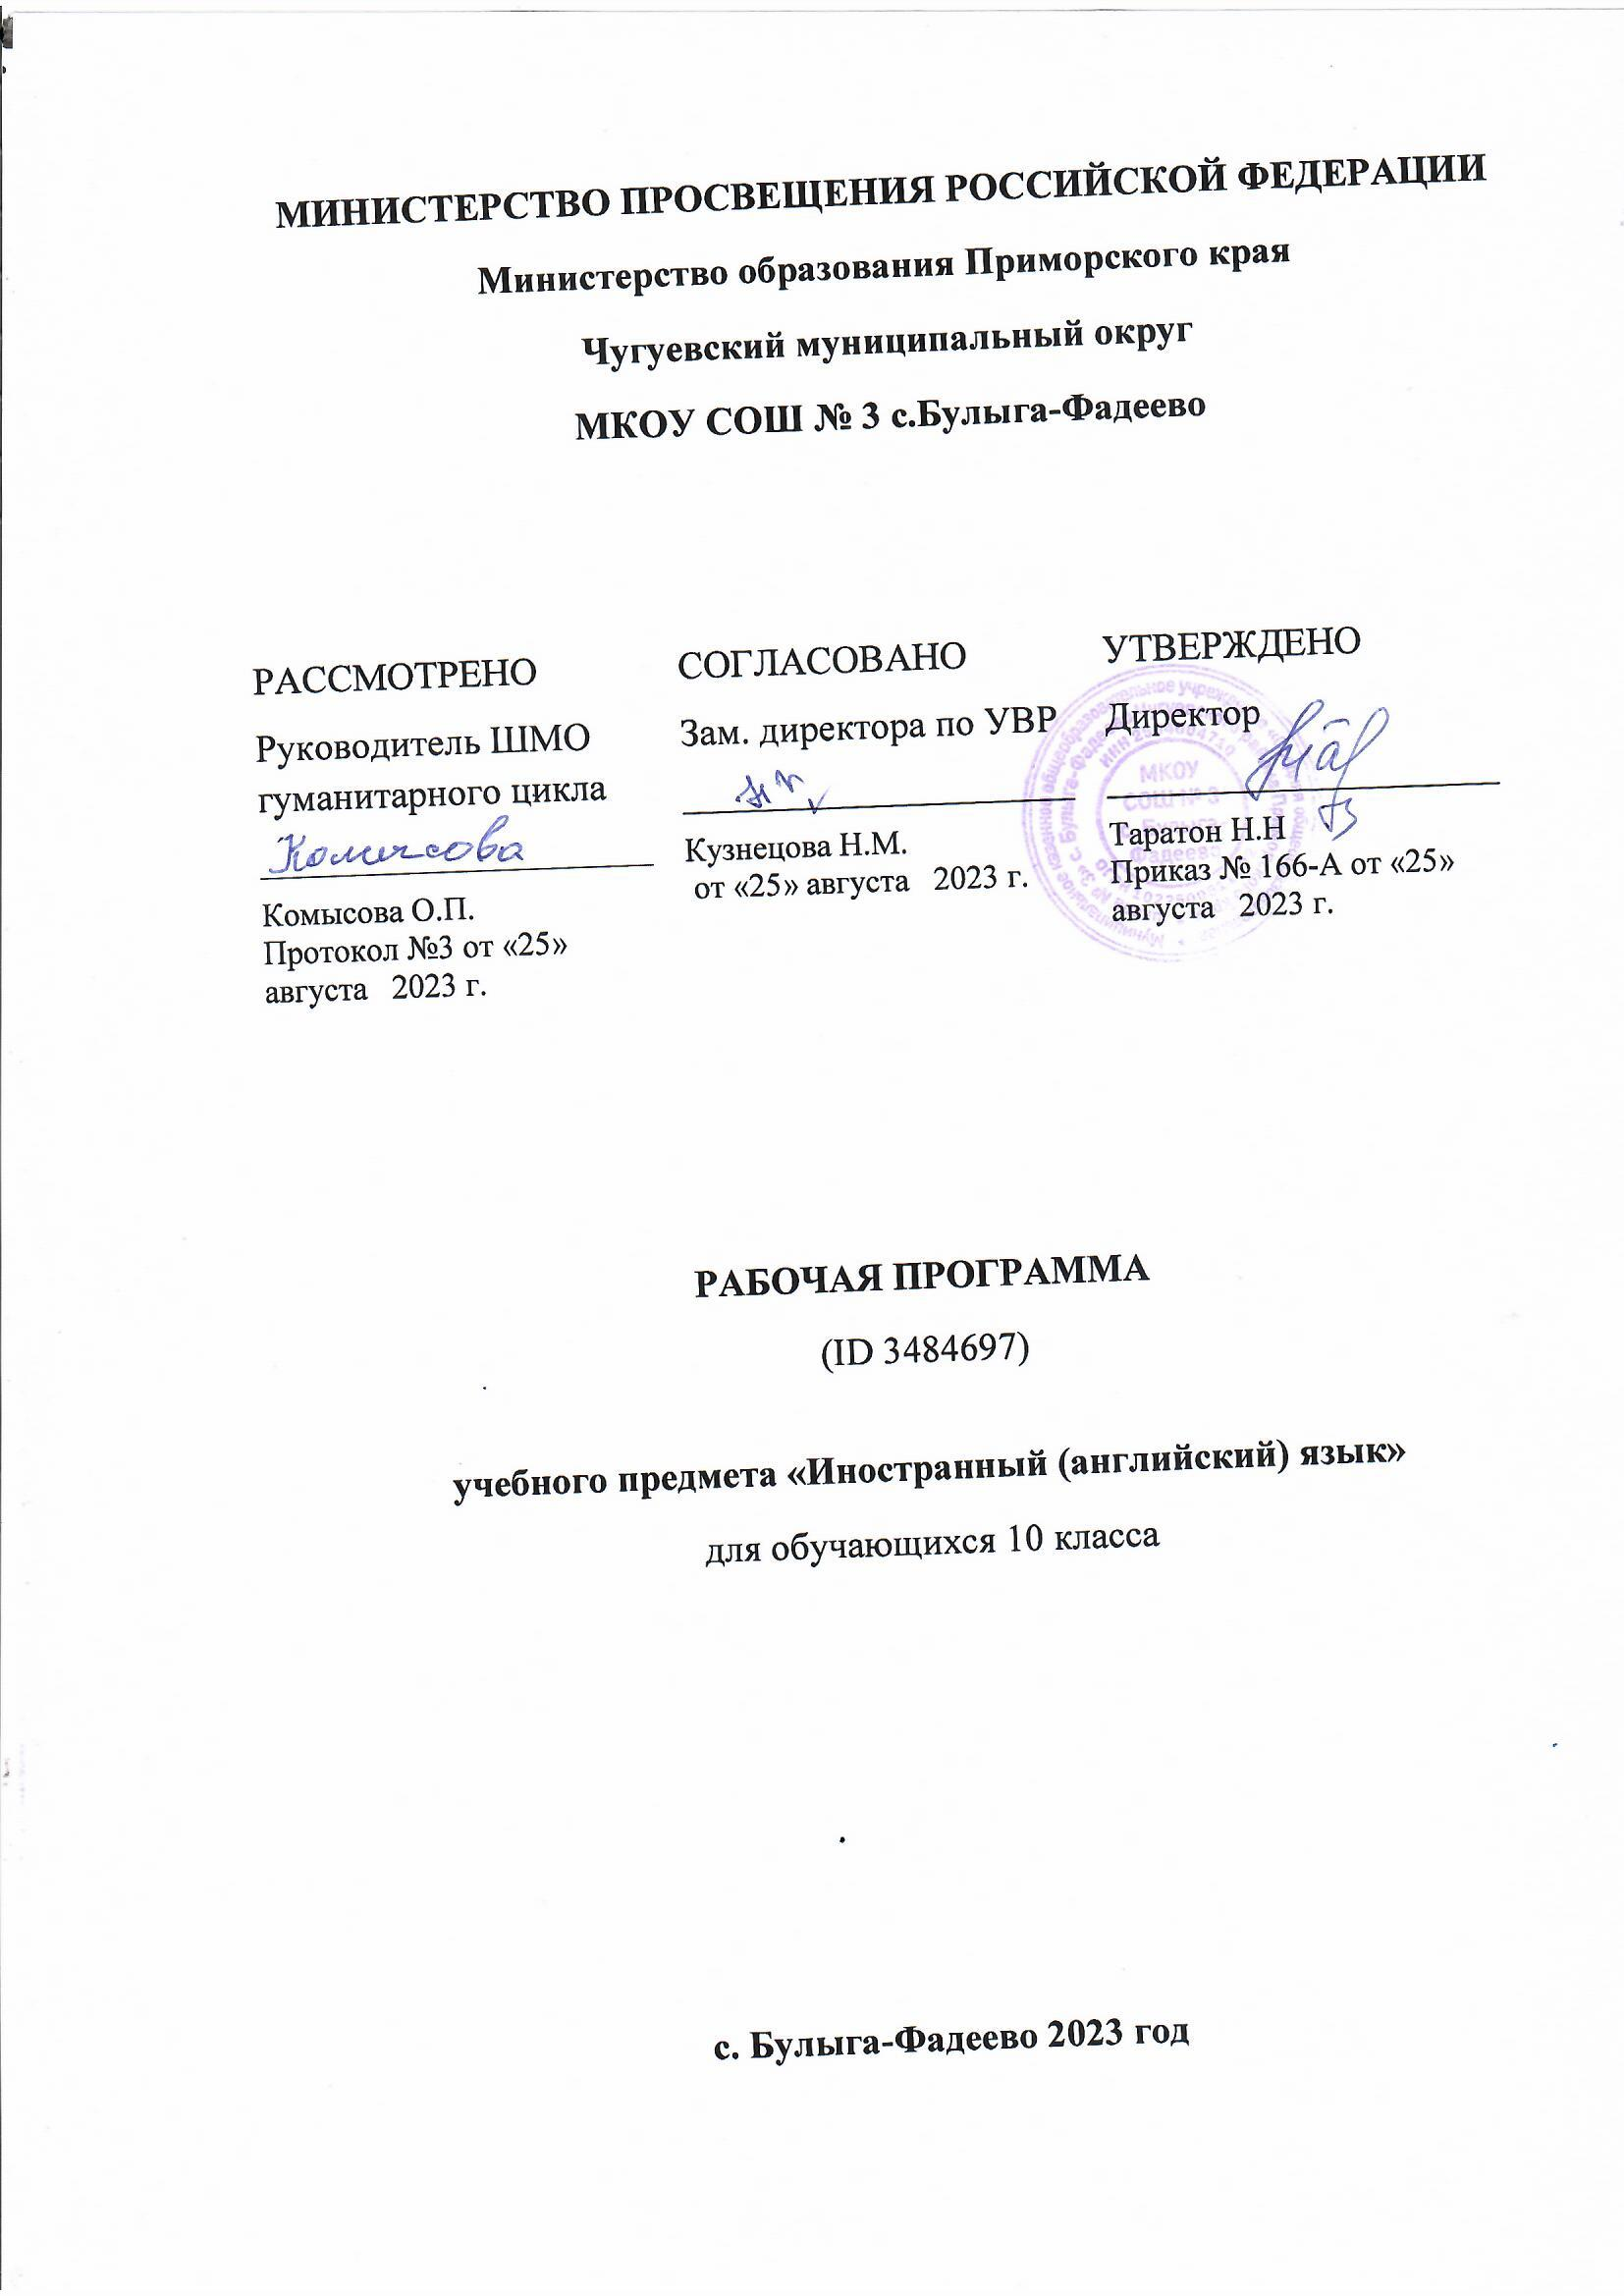 МИНИСТЕРСТВО ПРОСВЕЩЕНИЯ РОССИЙСКОЙ ФЕДЕРАЦИИ
Министерство образования Приморского края
Чугуевский муниципальный округ
МКОУ СОШ № 3 с.Булыга-Фадеево
РАССМОТРЕНО
Руководитель ШМО
гуманитарного цикла
Комысова
Комысова О.П.
Протокол №3 от «25»
августа 2023 г.
СОГЛАСОВАНО
Зам. директора по УВР
Кузнецова Н.М.
от «25» августа 2023 г.
УТВЕРЖДЕНО
Директор
Таратон Н.Н
Приказ № 166-А от «25»
августа 2023 г.
МКОУ
СОШ № 3
с. Булыга
Фадеево
РАБОЧАЯ ПРОГРАММА
(ID 3484697)
учебного предмета «Иностранный (английский) язык»
для обучающихся 10 класса
с. Булыга-Фадеево 2023 год